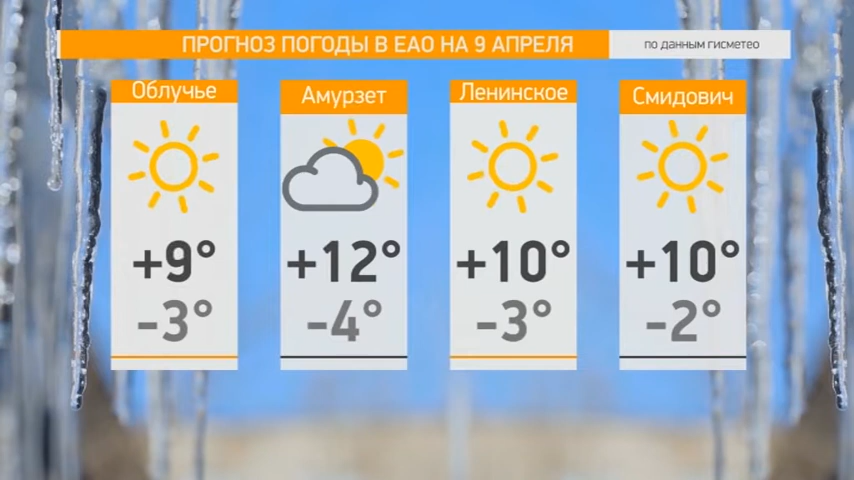 ПРОГНОЗ ПОГОДЫ В ЕАО НА 9 АПРЕЛЯ
по данным гисметео
Облучье
+9°
-3°
Амурзет
+12°
-4°
Ленинское
+10°
-3°
Смидович
+10°
-2°